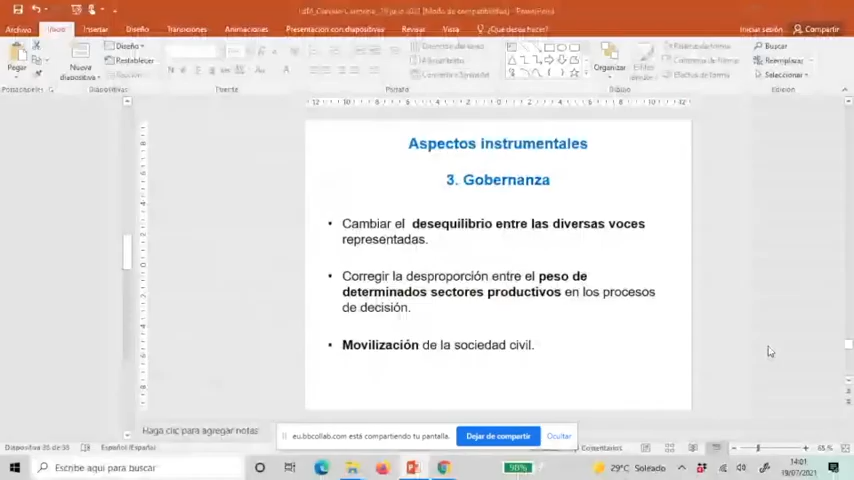 Archivo Inicio Insertar Diseño Transiciones Animaciones Presentación con diapositivas Revisar Vista ¿Qué desea hacer? Iniciar sesión Compartir
Pegar
Nueva
diapositiva
Diseño
Restablecer
Organizar
Buscar
Reemplazar
Seleccionar
Diapositivas Fuente Párrafo Dibujo Edición
Aspectos instrumentales
3. Gobernanza
• Cambiar el desequilibrio entre las diversas voces
representadas.
• Corregir la desproporción entre el peso de
determinados sectores productivos en los procesos
de decisión.
• Movilización de la sociedad civil.
Haga clic para agregar notas
eu.bbcollab.com está compartiendo tu pantalla. Dejar de compartir Ocultar
Español (España) Comentarios
Escribe aquí para buscar 29°C Soleado
14:01
19/07/2021